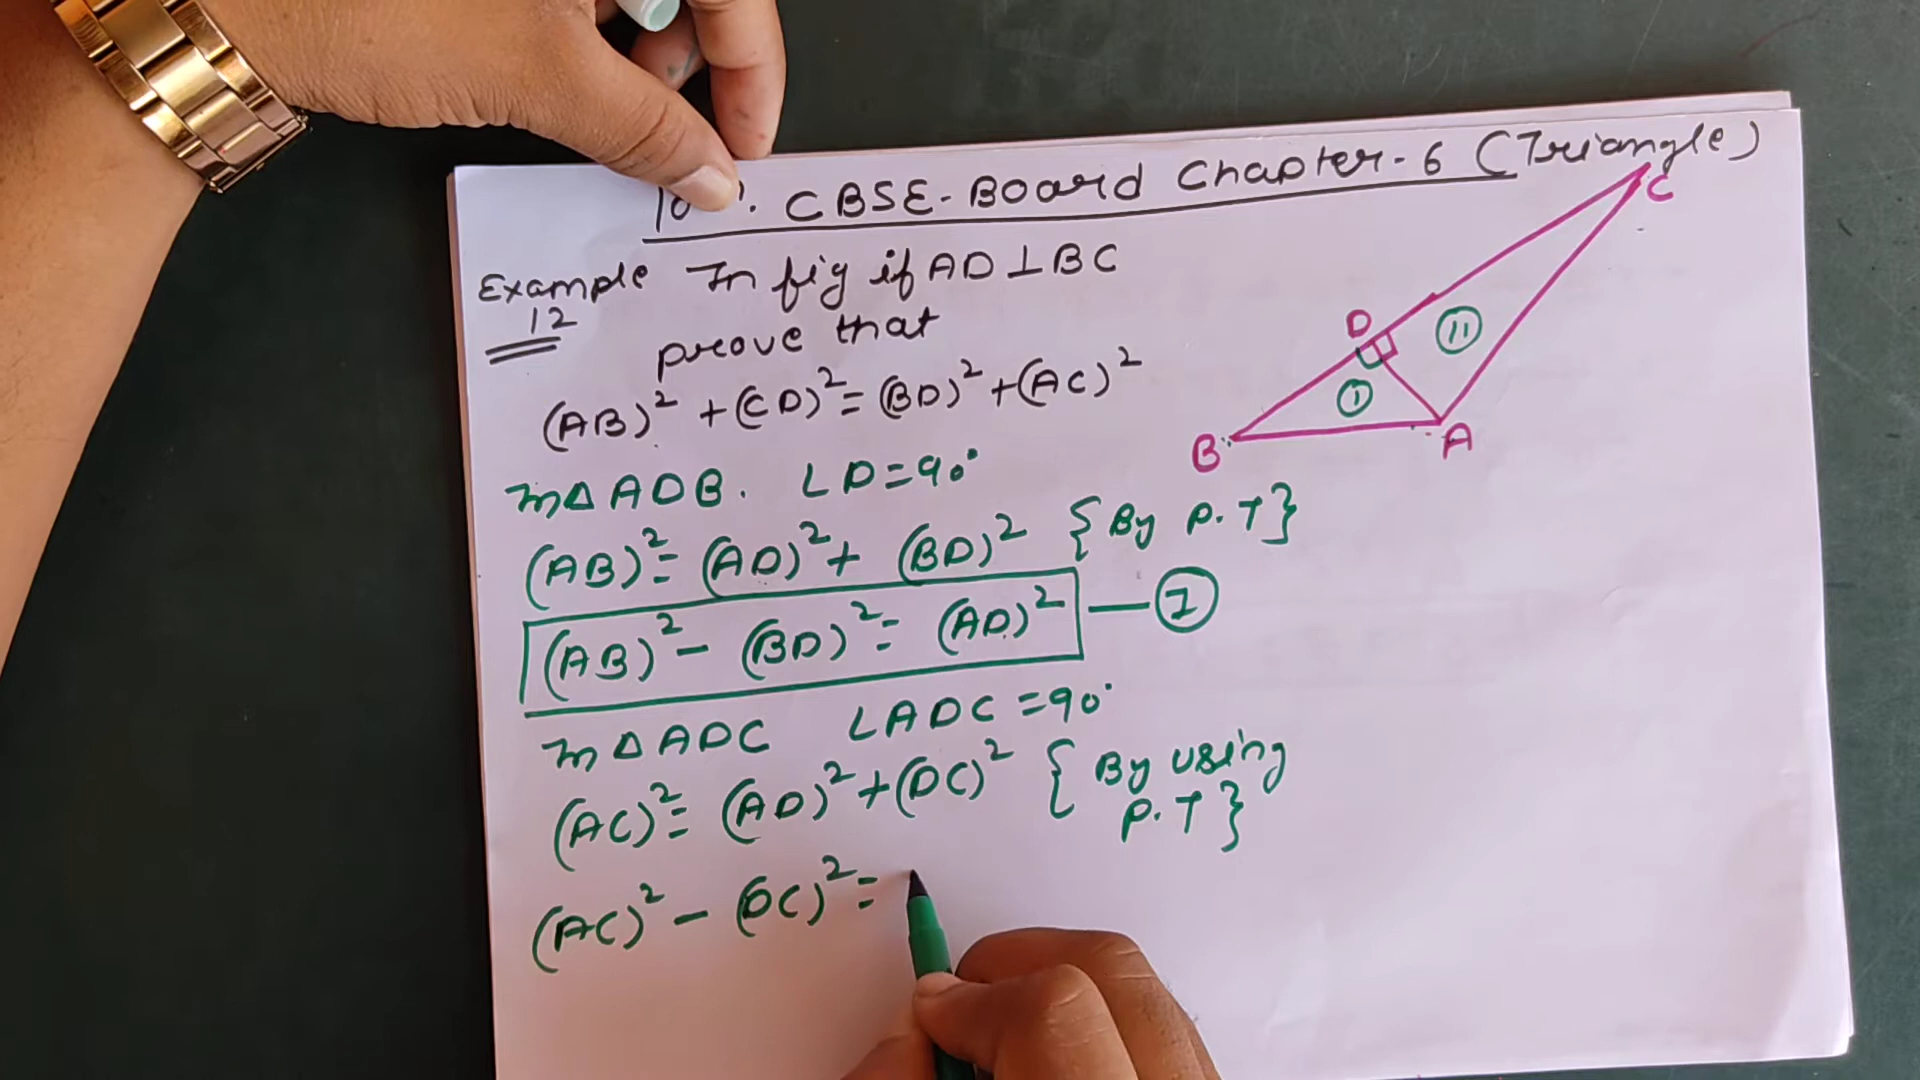 10 . CBSE-Board Chapter-6 (Triangle)
Example 12 In fig if AD⊥BC
prove that
(AB)² + (CD)² = (BD)² + (AC)²
C
D
11
1
B
A
In △ ADB. ∠D=90°
(AB)² = (AD)² + (BD)² {By P.T}
(AB)² - (BD)² = (AD)² — I
In △ ADC ∠ADC = 90°
(AC)² = (AD)² + (DC)² {By using
P.T}
(AC)² - (DC)² =